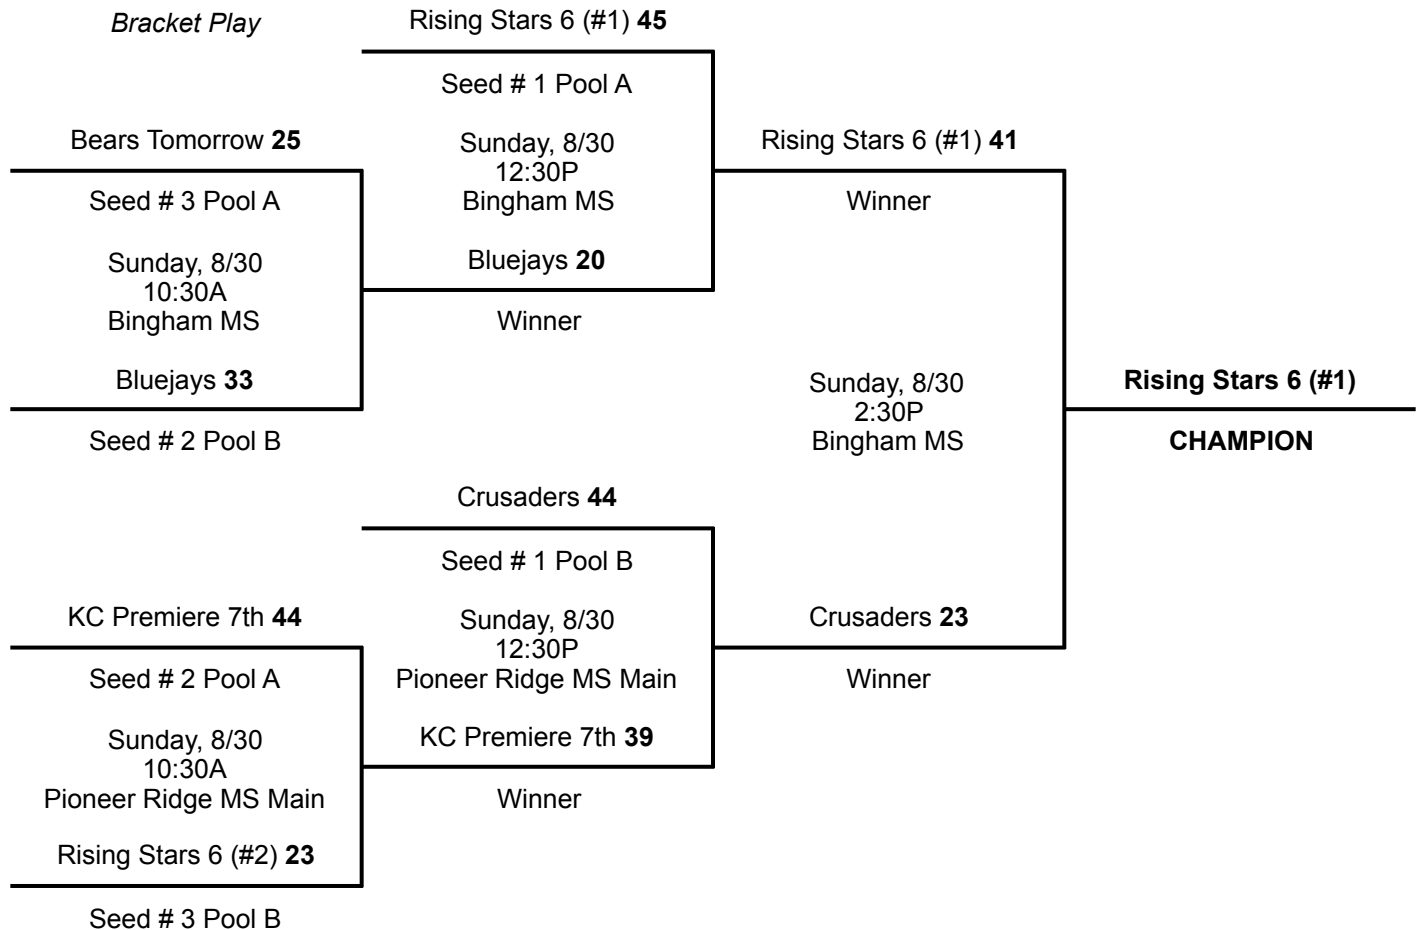 Bracket Play
Rising Stars 6 (#1) 45
Seed # 1 Pool A
Bears Tomorrow 25
Sunday, 8/30
12:30P
Bingham MS
Rising Stars 6 (#1) 41
Seed # 3 Pool A
Winner
Sunday, 8/30
10:30A
Bingham MS
Bluejays 20
Winner
Bluejays 33
Seed # 2 Pool B
Sunday, 8/30
2:30P
Bingham MS
Rising Stars 6 (#1)
CHAMPION
Crusaders 44
Seed # 1 Pool B
KC Premiere 7th 44
Sunday, 8/30
12:30P
Pioneer Ridge MS Main
Crusaders 23
Seed # 2 Pool A
Winner
Sunday, 8/30
10:30A
Pioneer Ridge MS Main
KC Premiere 7th 39
Winner
Rising Stars 6 (#2) 23
Seed # 3 Pool B